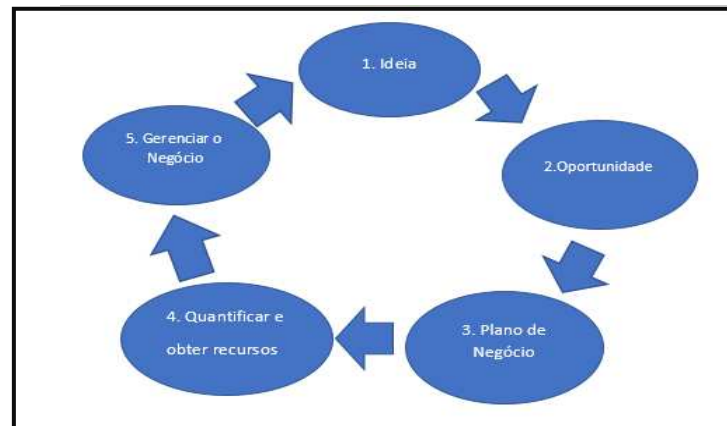 1. Ideia
2.Oportunidade
3. Plano de
Negócio
4. Quantificar e
obter recursos
5. Gerenciar o
Negócio